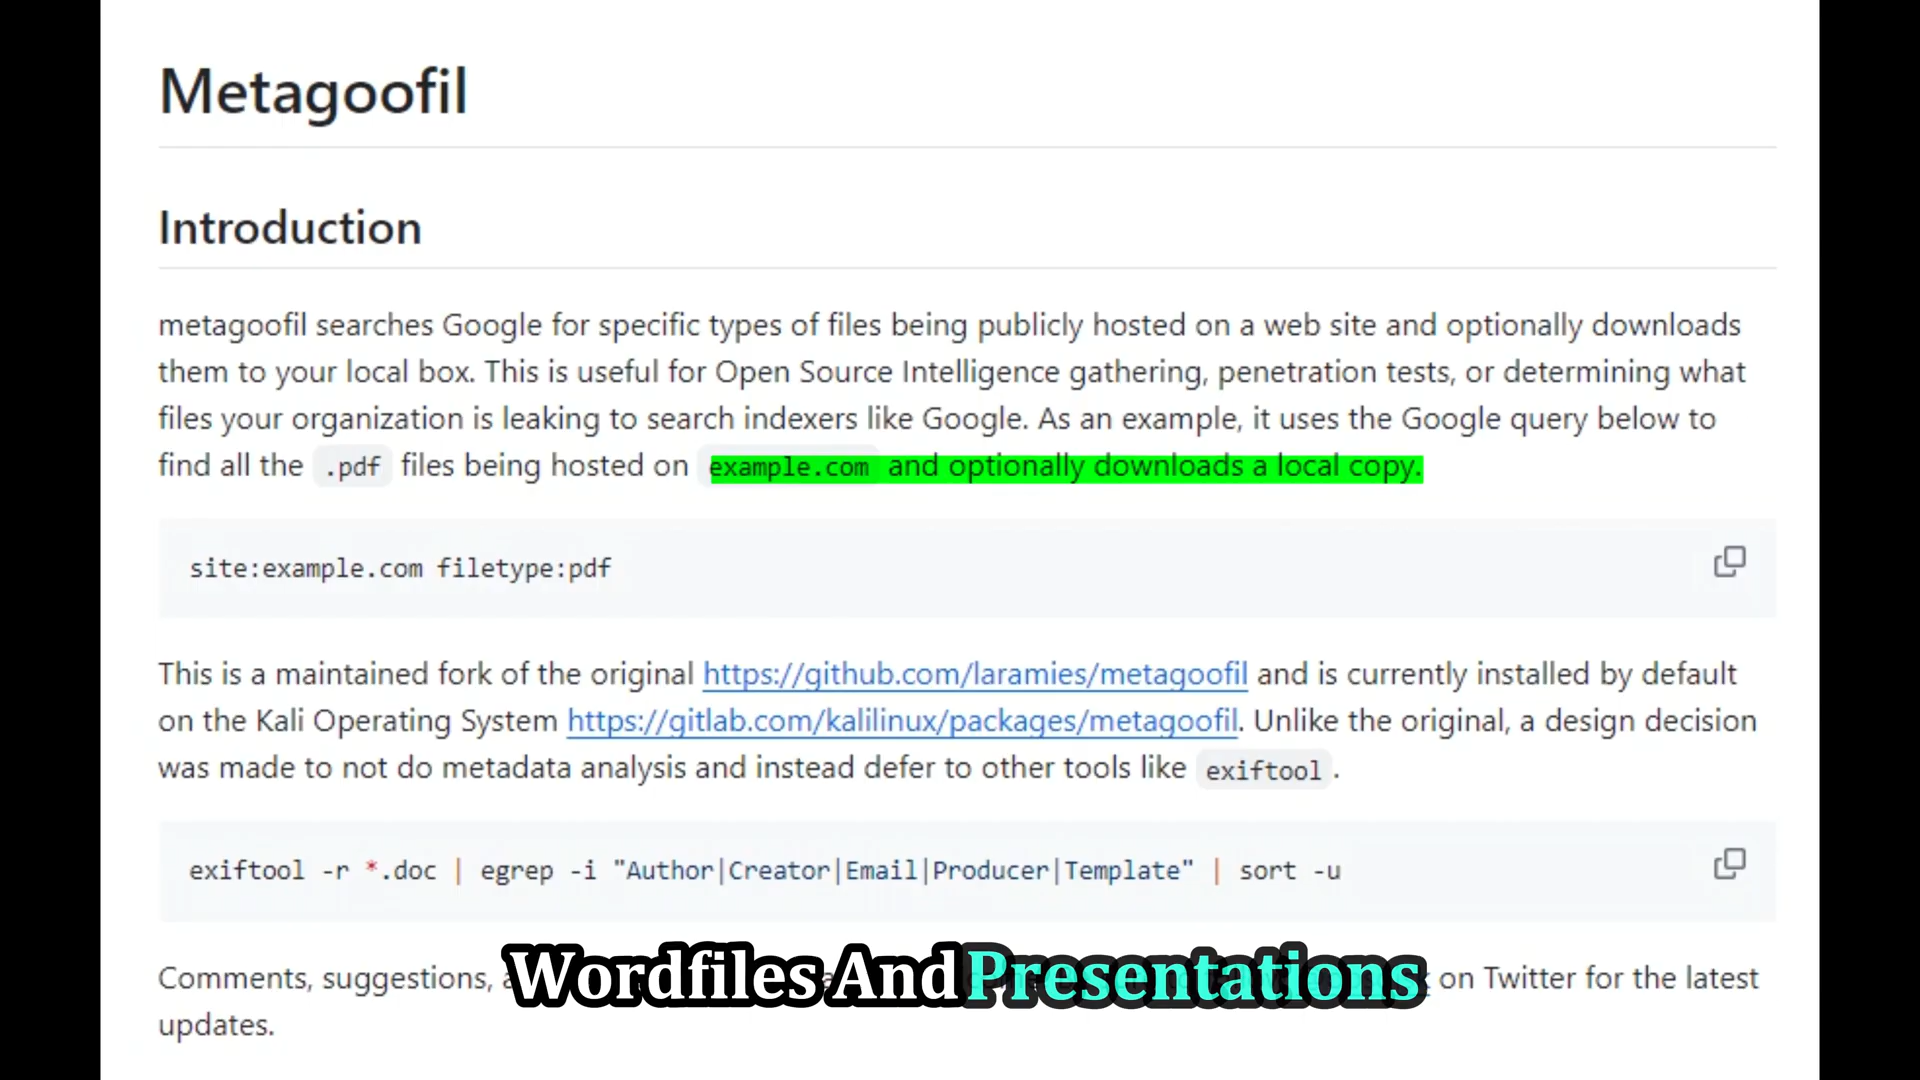 Metagoofil
Introduction
metagoofil searches Google for specific types of files being publicly hosted on a web site and optionally downloads
them to your local box. This is useful for Open Source Intelligence gathering, penetration tests, or determining what
files your organization is leaking to search indexers like Google. As an example, it uses the Google query below to
find all the .pdf files being hosted on example.com and optionally downloads a local copy.
site:example.com filetype:pdf
This is a maintained fork of the original https://github.com/laramies/metagoofil and is currently installed by default
on the Kali Operating System https://gitlab.com/kalilinux/packages/metagoofil. Unlike the original, a design decision
was made to not do metadata analysis and instead defer to other tools like exiftool.
exiftool -r *.doc | egrep -i "Author|Creator|Email|Producer|Template" | sort -u
Comments, suggestions, on Twitter for the latest
Wordfiles And Presentations
updates.